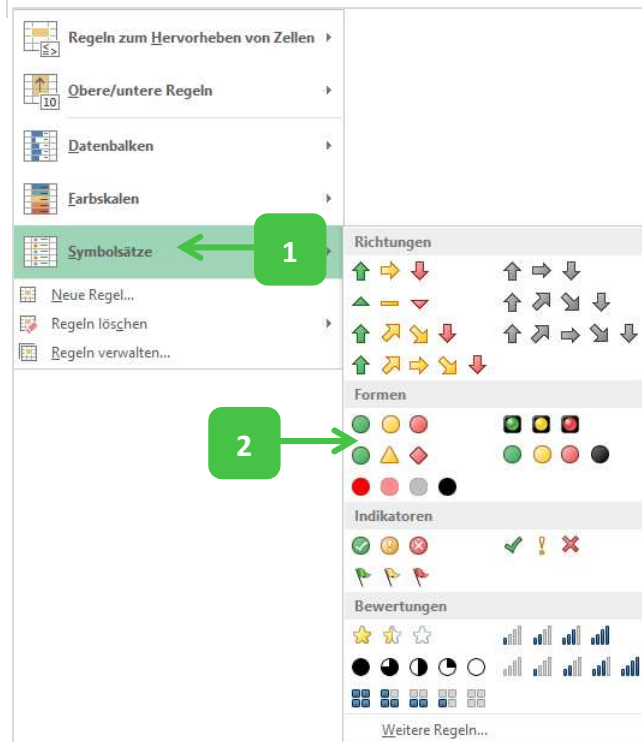 Regeln zum Hervorheben von Zellen
10
Obere/untere Regeln
Datenbalken
Farbskalen
Symbolsätze
1
Neue Regel...
Regeln löschen
Regeln verwalten...
Richtungen
Formen
2
Indikatoren
Bewertungen
Weitere Regeln...